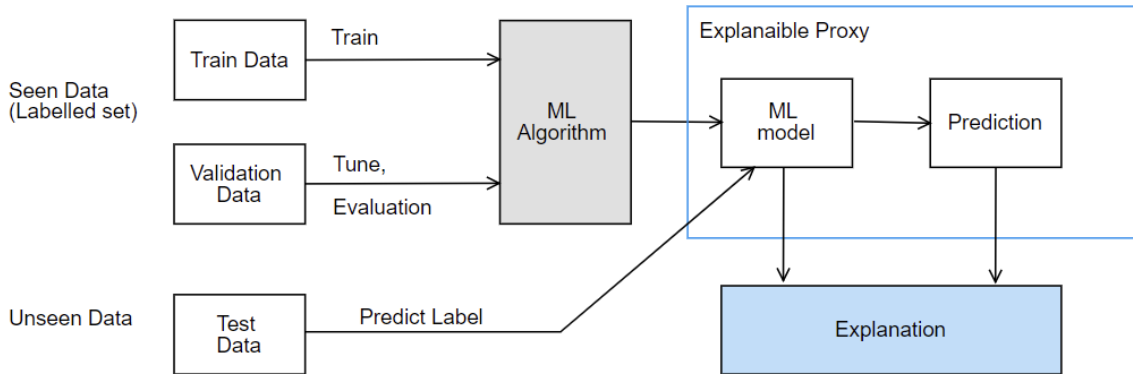 Explanaible Proxy
Train
Train Data
Seen Data
(Labelled set)
ML
Algorithm
ML
model
Prediction
Validation
Data
Tune,
Evaluation
Unseen Data
Test
Data
Predict Label
Explanation